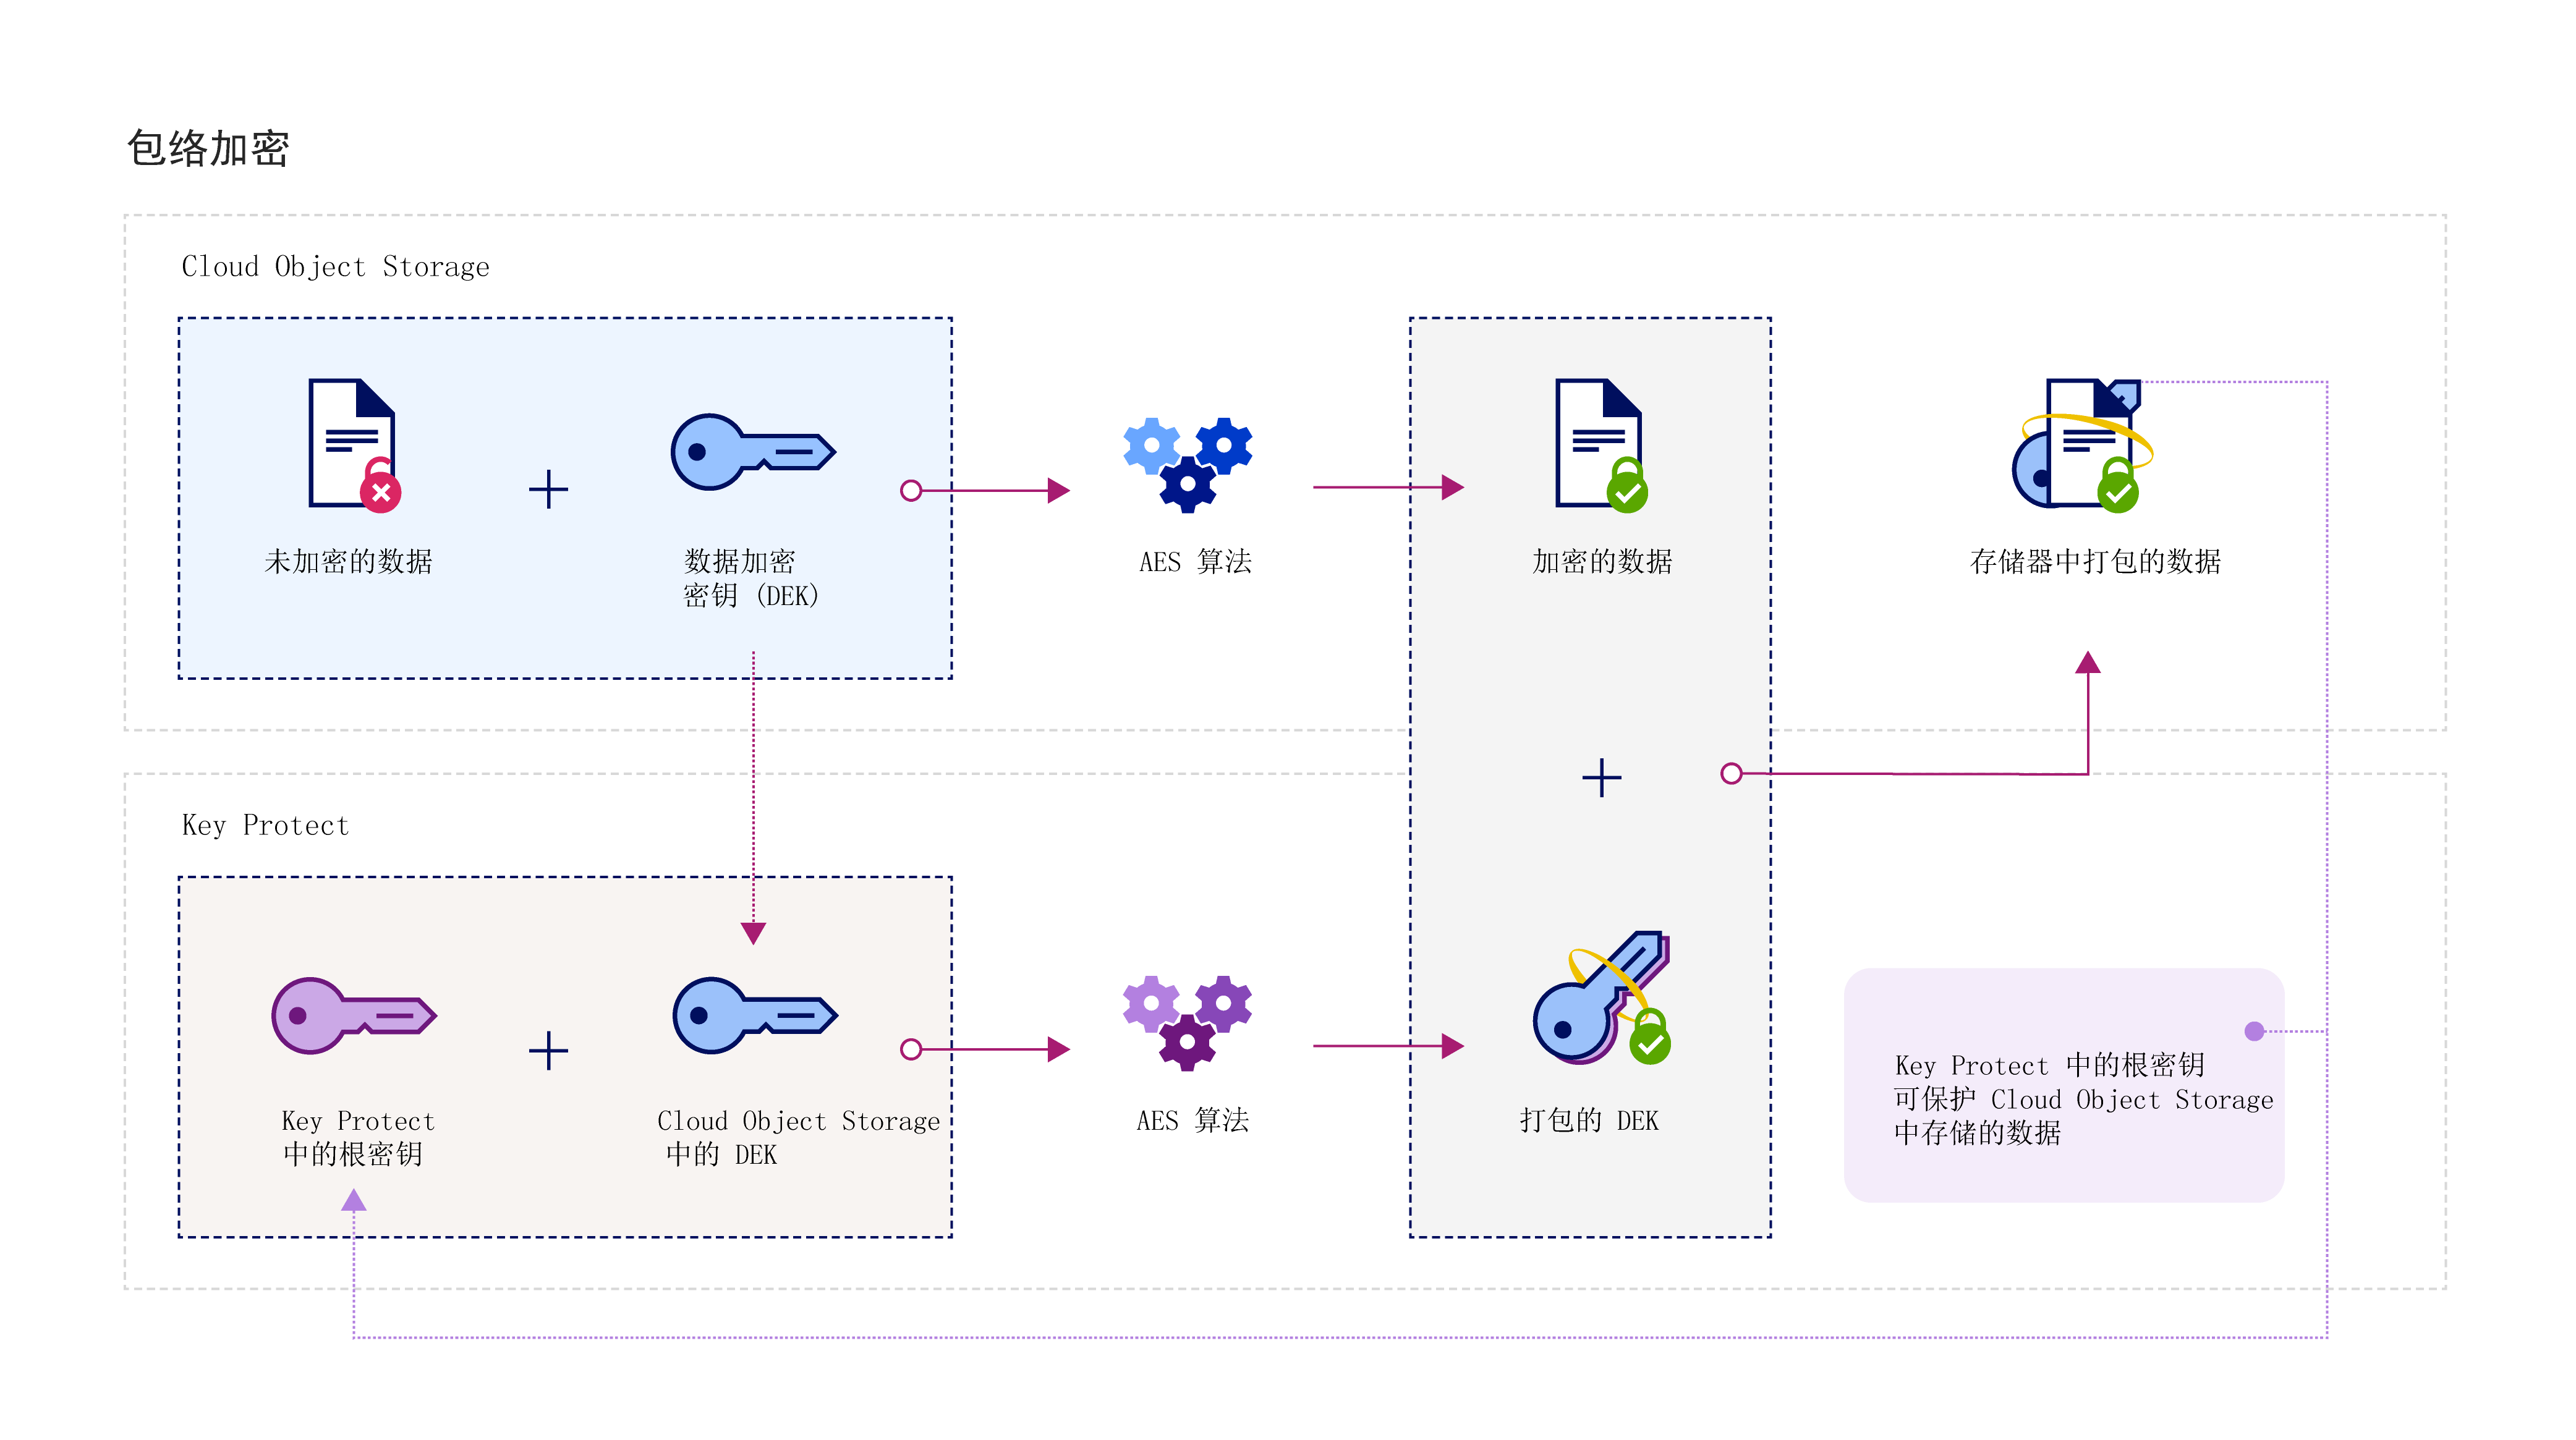 包络加密
Cloud Object Storage
未加密的数据
数据加密
密钥 (DEK)
AES 算法
加密的数据
存储器中打包的数据
Key Protect
Key Protect
中的根密钥
Cloud Object Storage
中的 DEK
AES 算法
打包的 DEK
Key Protect 中的根密钥
可保护 Cloud Object Storage
中存储的数据